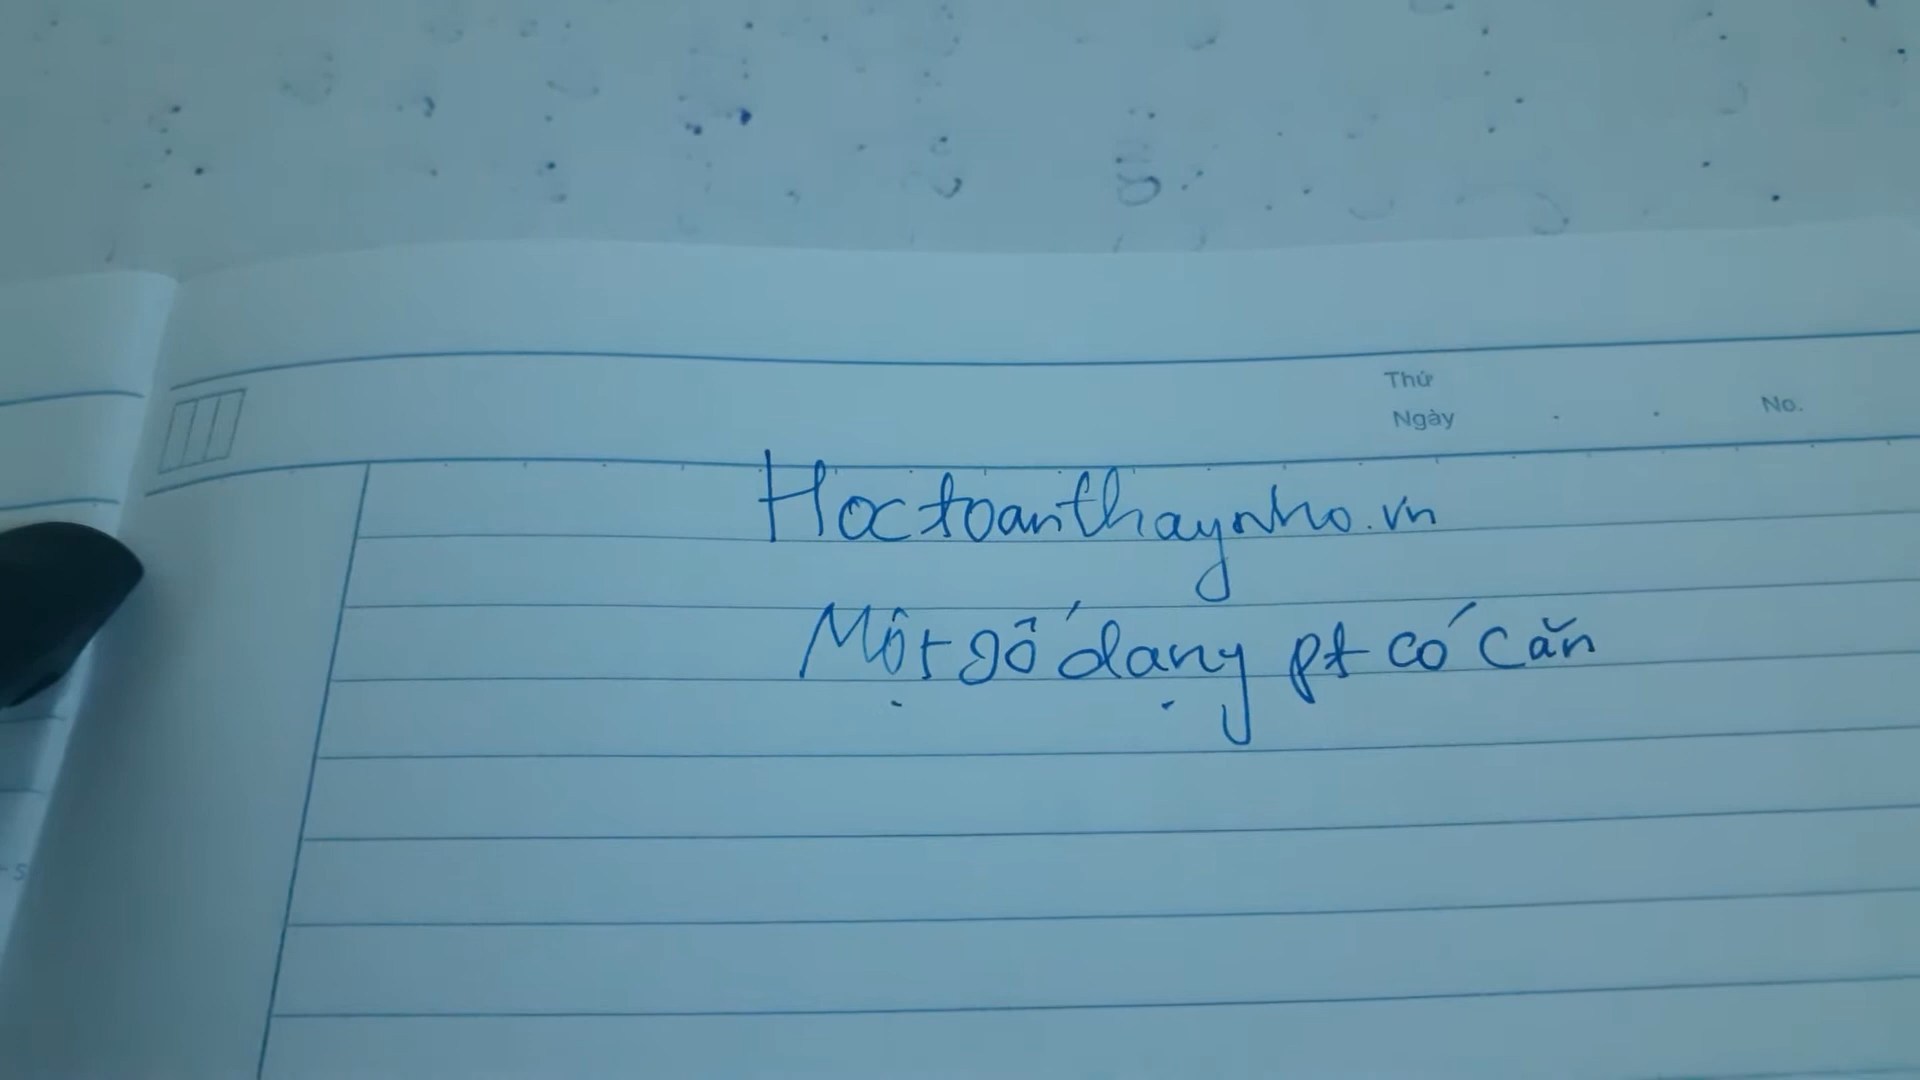 Thứ
Ngày . . No.
Hoctoanthaynho.vn
Một số dạng pt có căn